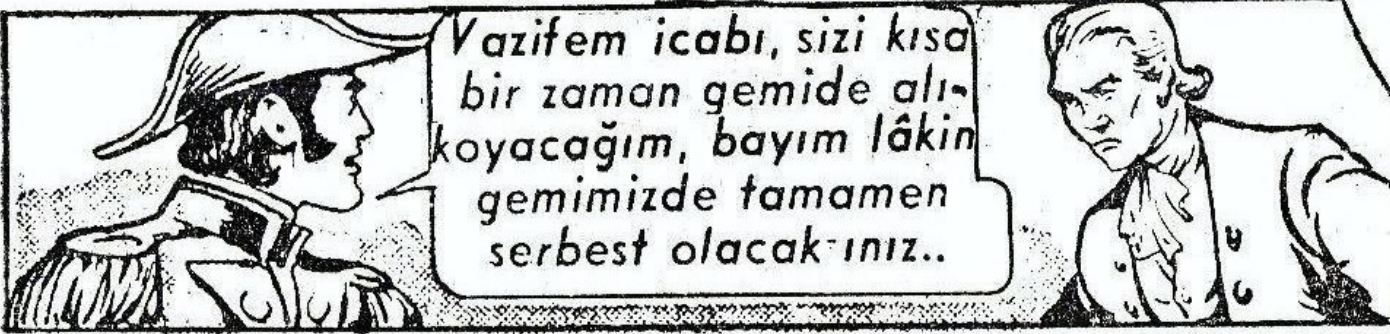 Vazifem icabı, sizi kısa
bir zaman gemide alı-
koyacağım, bayım lâkin
gemimizde tamamen
serbest olacak-ınız..